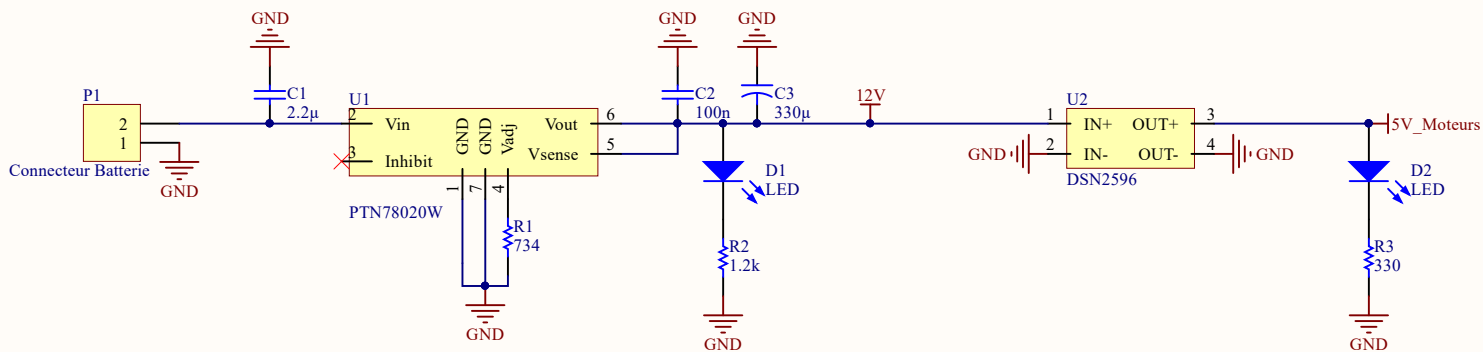 GND
GND
GND
P1
2
1
Connecteur Batterie
GND
C1
2.2µ
U1
2
Vin
3
Inhibit
GND
GND
Vadj
Vout
6
Vsense
5
1
7
4
PTN78020W
R1
734
GND
C2
100n
C3
330µ
D1
LED
R2
1.2k
GND
12V
U2
1
IN+
OUT+
3
GND
2
IN-
OUT-
4
GND
DSN2596
5V_Moteurs
D2
LED
R3
330
GND